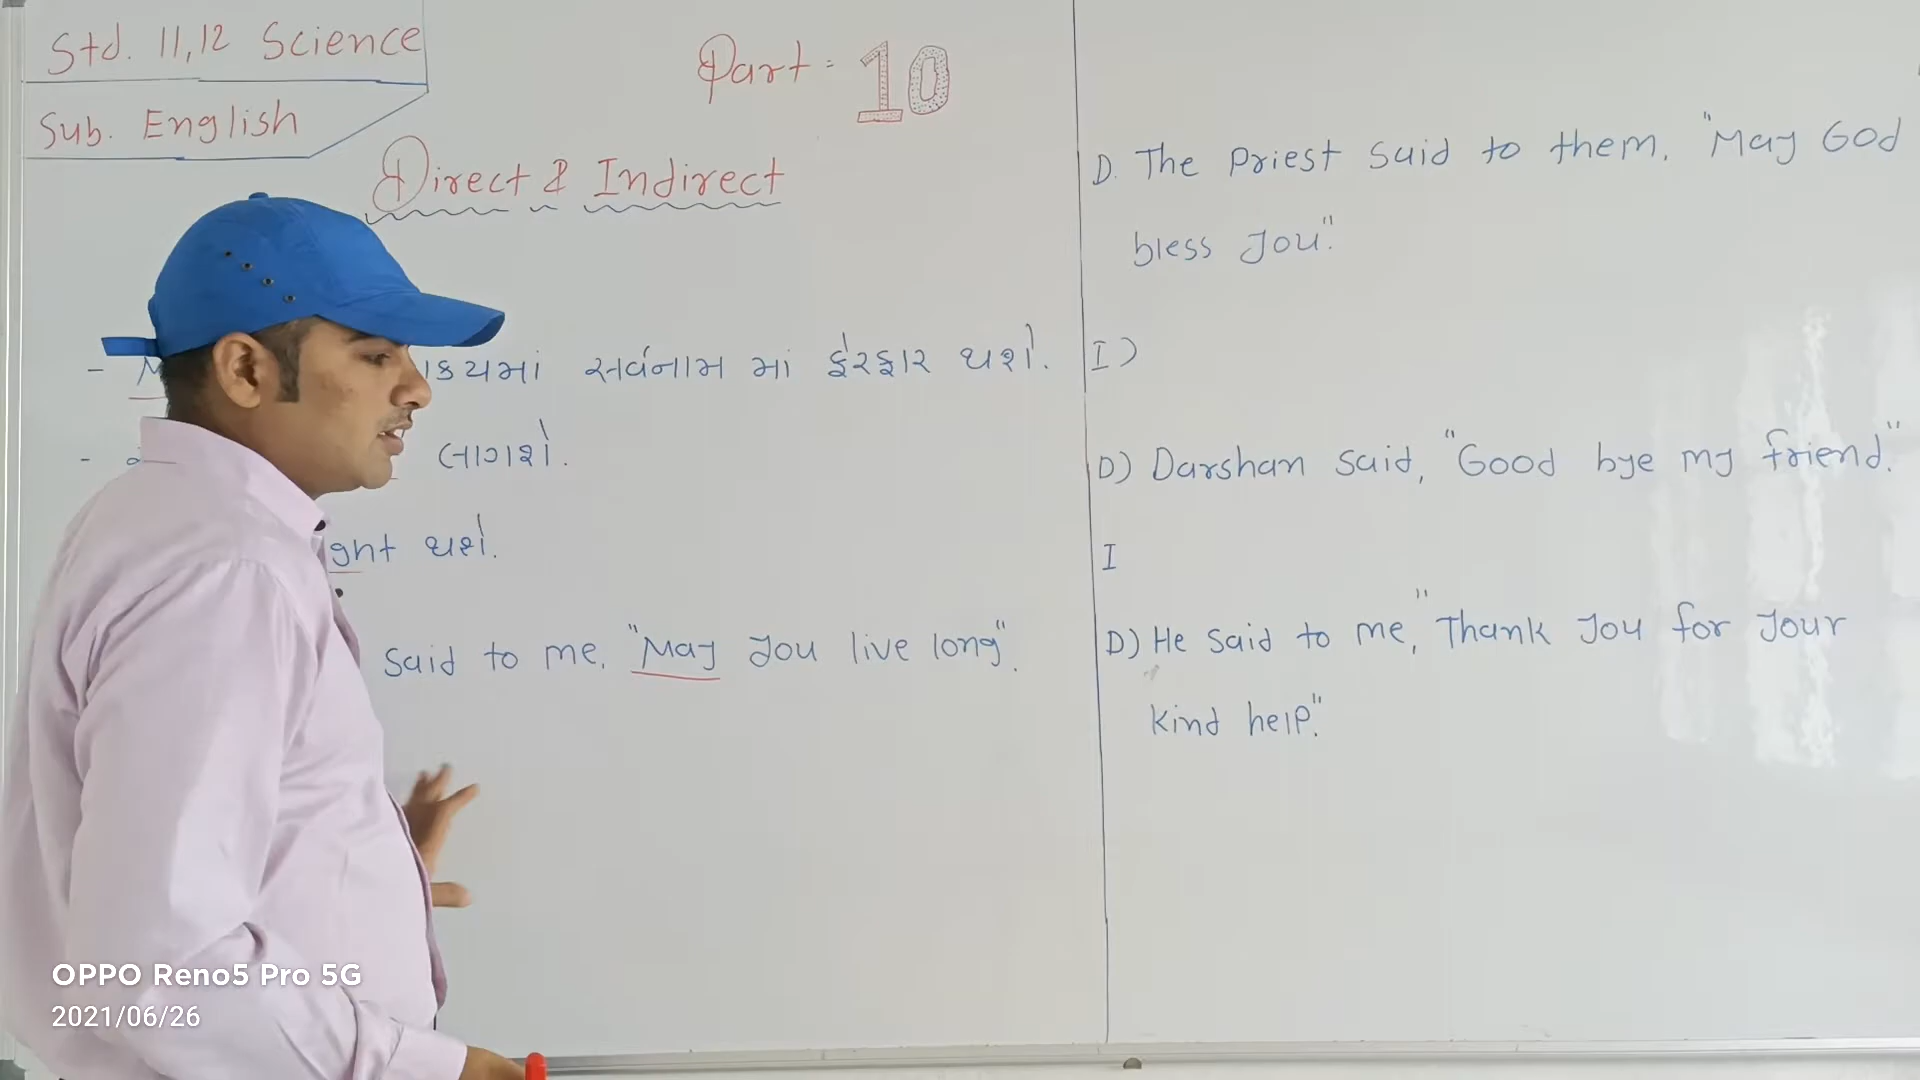 Std. 11,12 Science
Sub. English
Part: 10
Direct & Indirect
- સર્વનામ માં ફેરફાર થશે.
- લાગશે.
થશે.
said to me, "May you live long".
D. The Priest said to them, "May God
bless you."
I)
D) Darshan said, "Good bye my friend."
I
D) He said to me, "Thank you for your
kind help."
OPPO Reno5 Pro 5G
2021/06/26